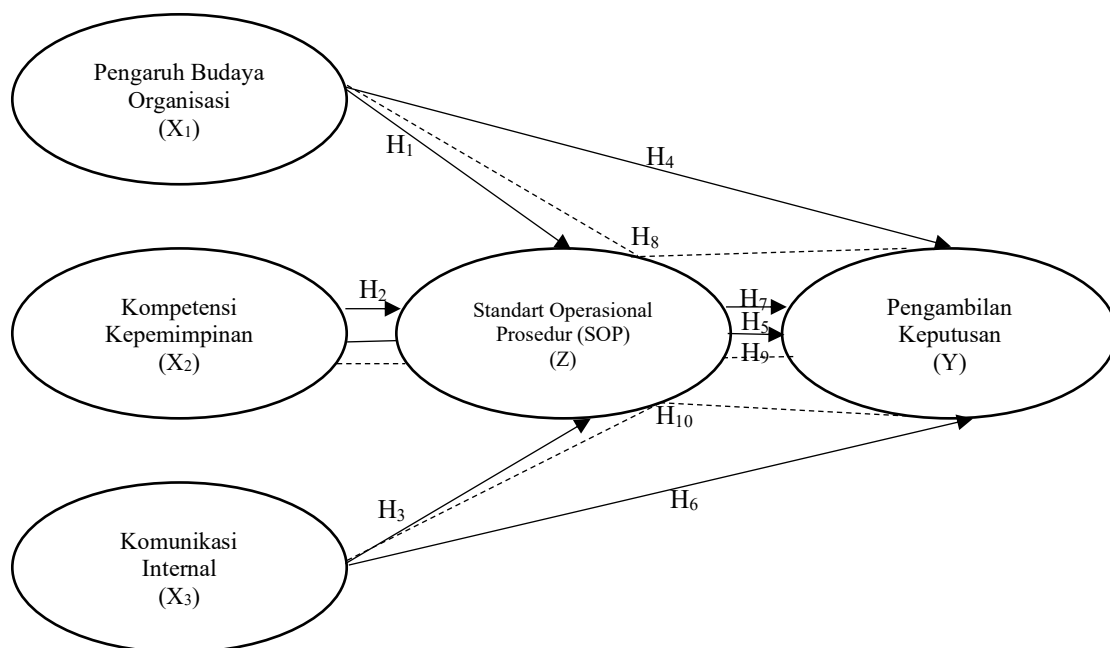 Pengaruh Budaya
Organisasi
(X₁)
H₁
H₄
H₈
Kompetensi
Kepemimpinan
(X₂)
H₂
Standart Operasional
Prosedur (SOP)
(Z)
H₇
H₅
H₉
Pengambilan
Keputusan
(Y)
H₁₀
H₃
H₆
Komunikasi
Internal
(X₃)